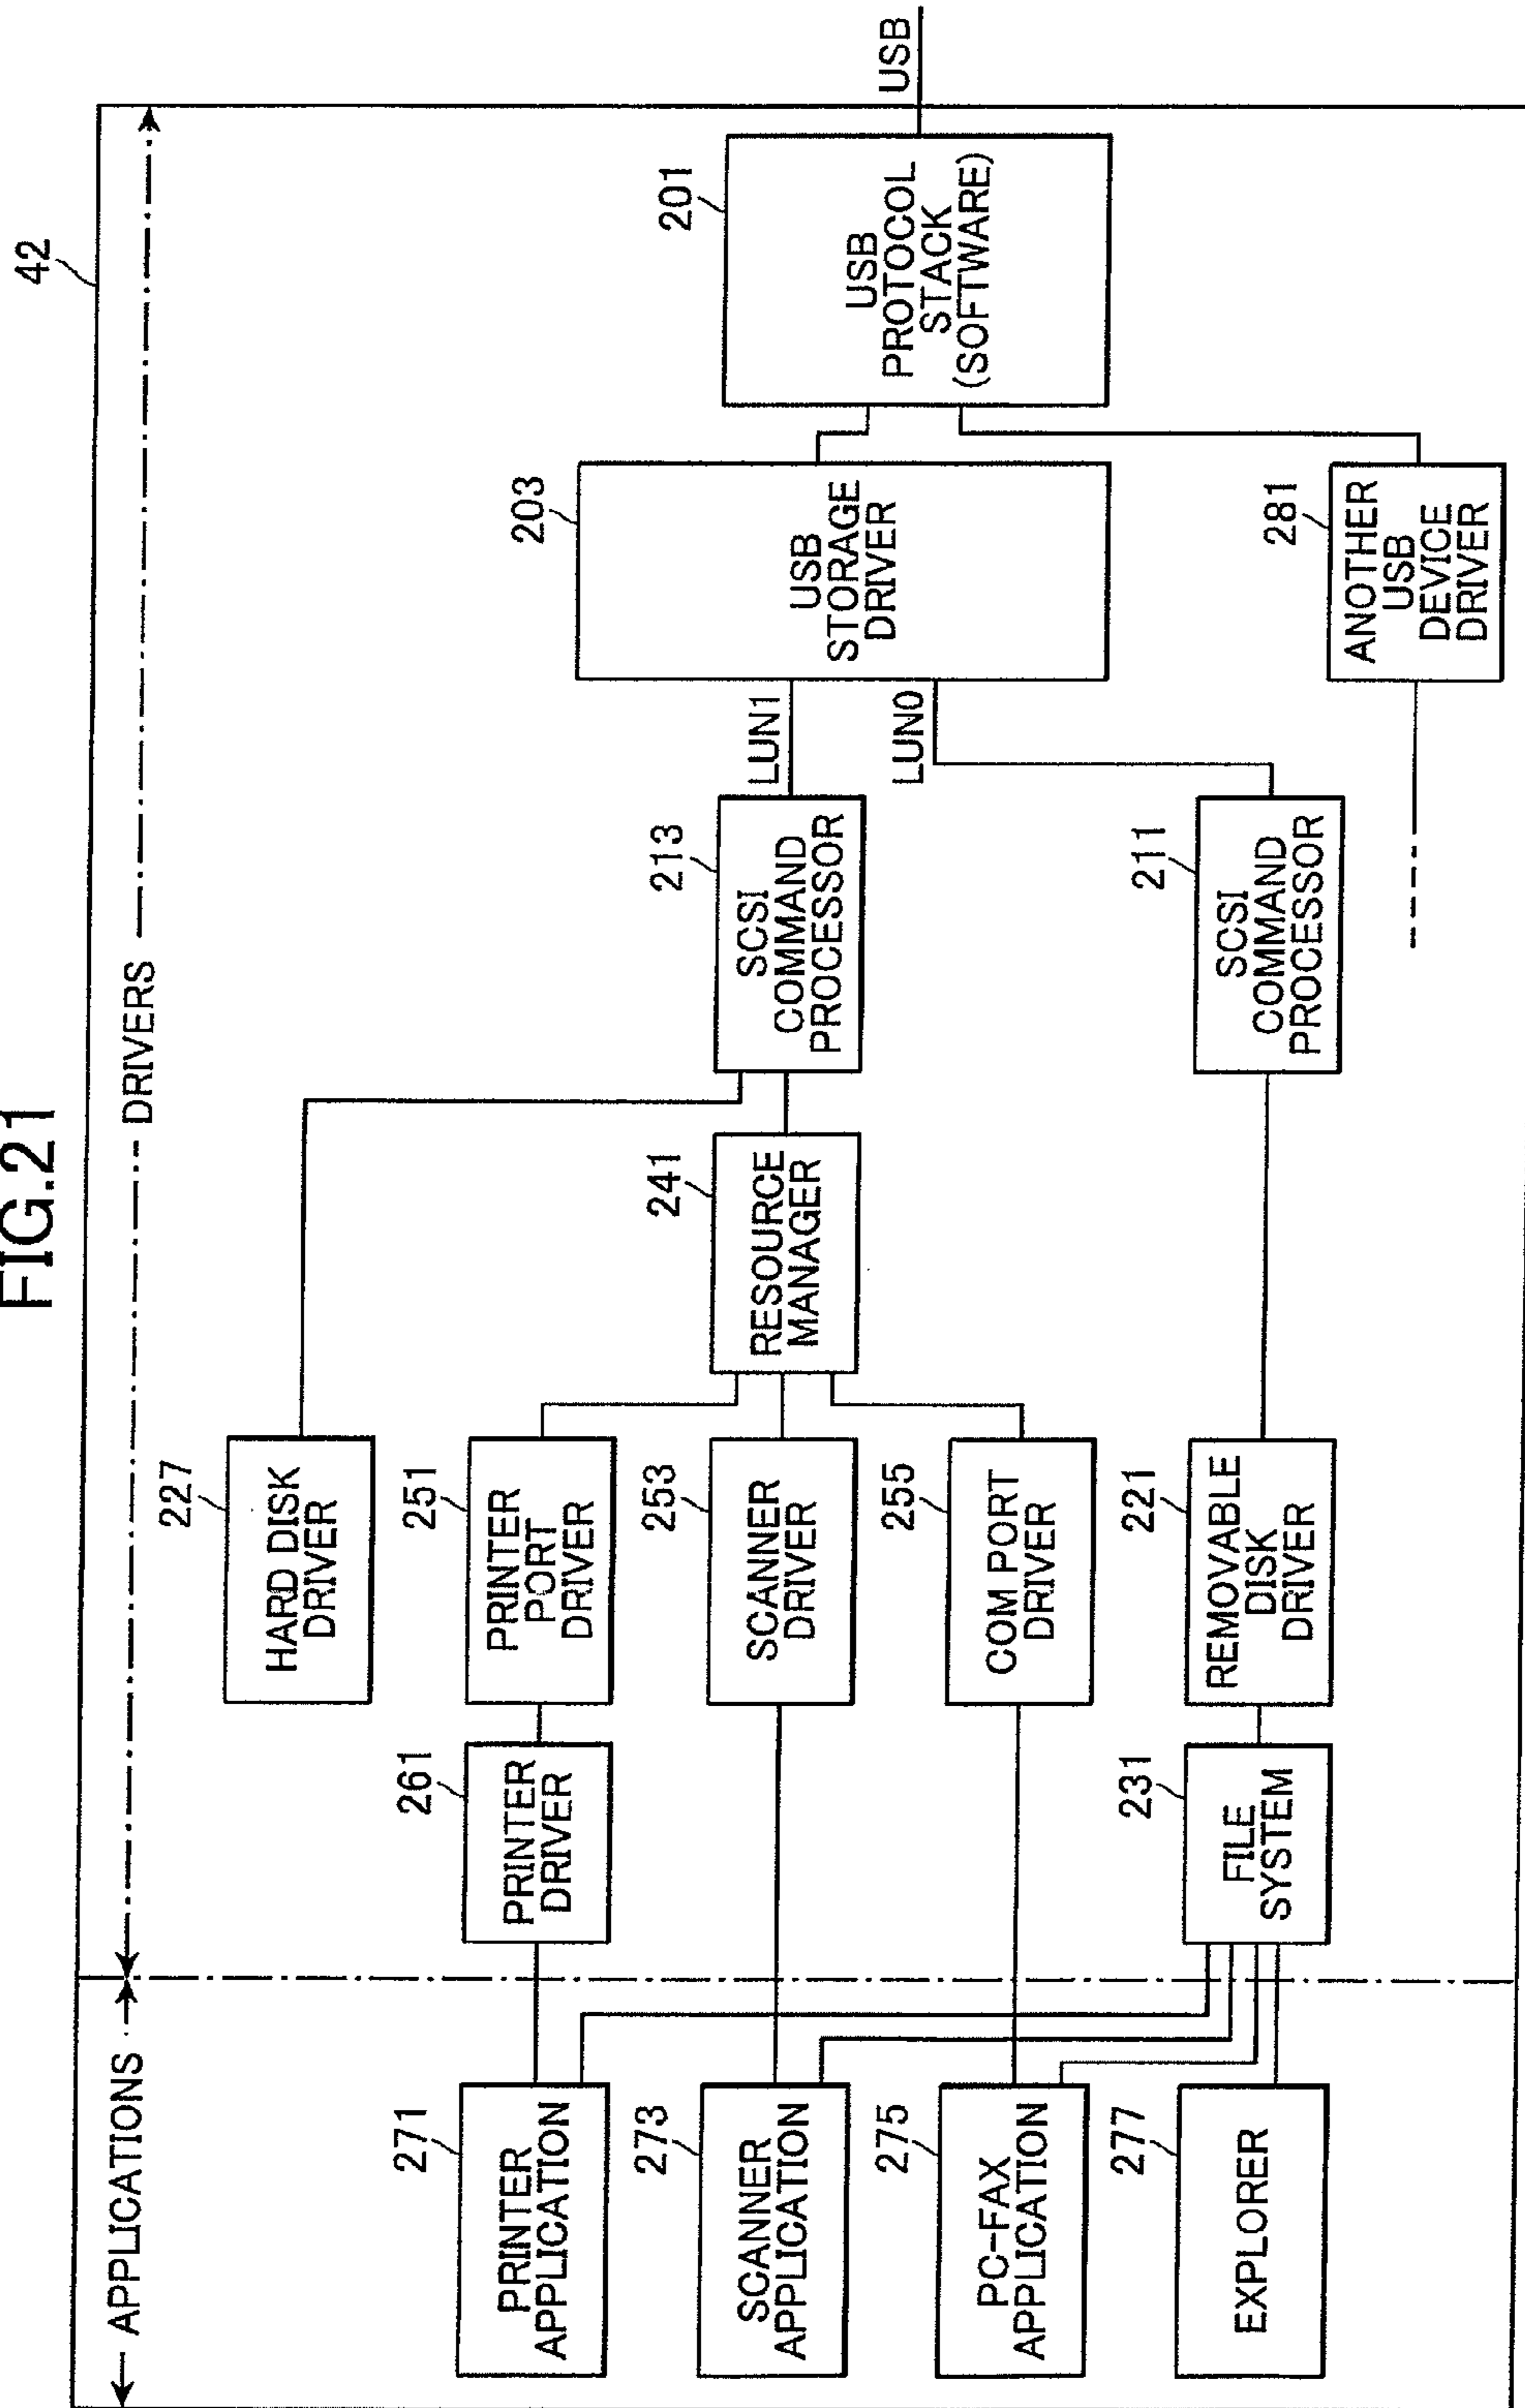 FIG.21
42
APPLICATIONS
DRIVERS
271
PRINTER
APPLICATION
273
SCANNER
APPLICATION
275
PC-FAX
APPLICATION
277
EXPLORER
261
PRINTER
DRIVER
231
FILE
SYSTEM
227
HARD DISK
DRIVER
251
PRINTER
PORT
DRIVER
253
SCANNER
DRIVER
255
COM PORT
DRIVER
221
REMOVABLE
DISK
DRIVER
241
RESOURCE
MANAGER
213
SCSI
COMMAND
PROCESSOR
211
SCSI
COMMAND
PROCESSOR
LUN1
LUN0
203
USB
STORAGE
DRIVER
281
ANOTHER
USB
DEVICE
DRIVER
201
USB
PROTOCOL
STACK
(SOFTWARE)
USB